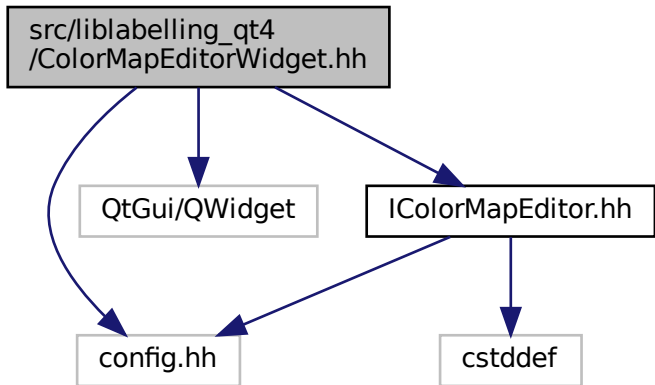 src/liblabelling_qt4
/ColorMapEditorWidget.hh
QtGui/QWidget
IColorMapEditor.hh
config.hh
cstddef